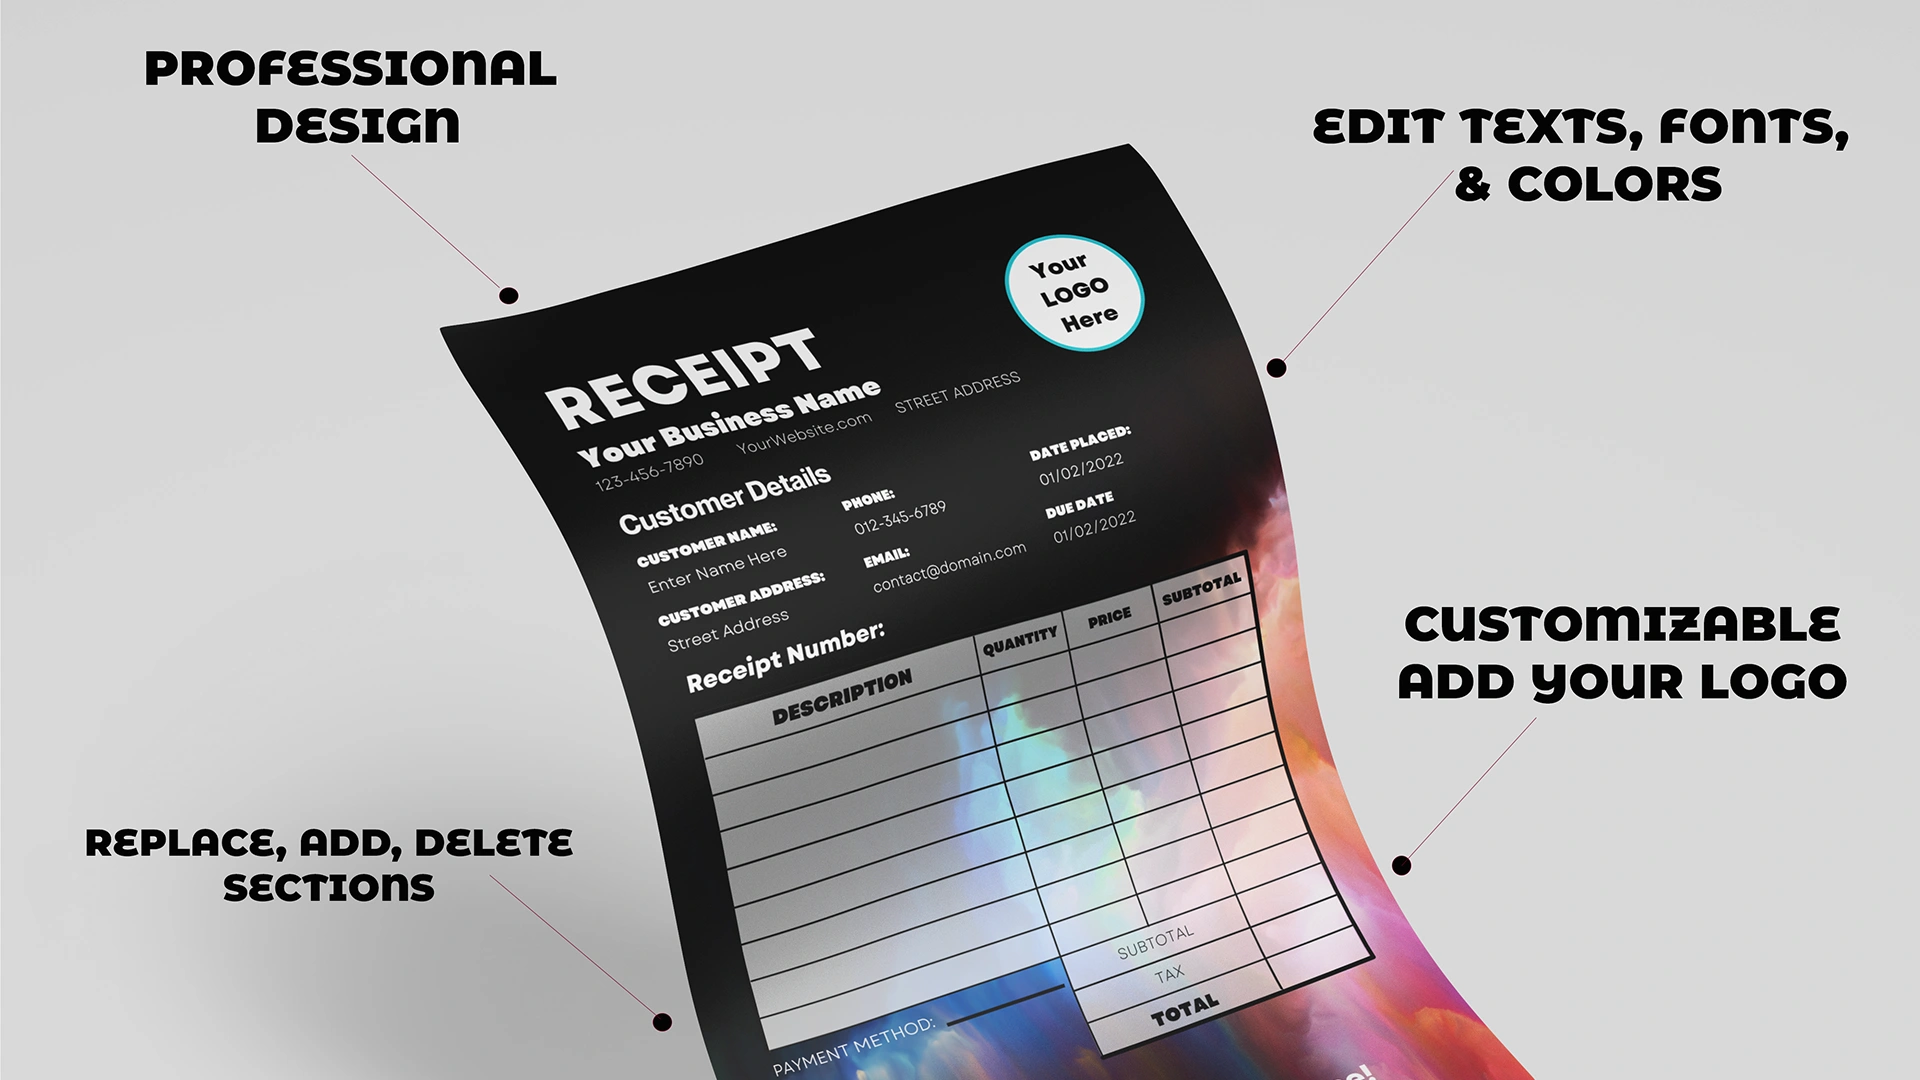 PROFESSIONAL
DESIGN
EDIT TEXTS, FONTS,
& COLORS
Your
LOGO
Here
RECEIPT
Your Business Name
123-456-7890 YourWebsite.com STREET ADDRESS
Customer Details
CUSTOMER NAME:
Enter Name Here
PHONE:
012-345-6789
DATE PLACED:
01/02/2022
CUSTOMER ADDRESS:
Street Address
EMAIL:
contact@domain.com
DUE DATE
01/02/2022
Receipt Number:
DESCRIPTION QUANTITY PRICE SUBTOTAL
SUBTOTAL
TAX
TOTAL
PAYMENT METHOD:
CUSTOMIZABLE
ADD YOUR LOGO
REPLACE, ADD, DELETE
SECTIONS